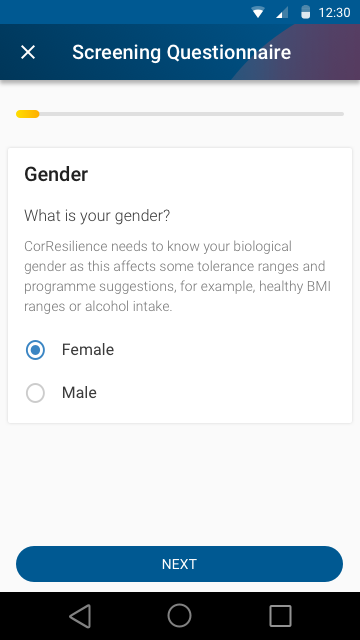 12:30
Screening Questionnaire
Gender
What is your gender?
CorResilience needs to know your biological
gender as this affects some tolerance ranges and
programme suggestions, for example, healthy BMI
ranges or alcohol intake.
Female
Male
NEXT